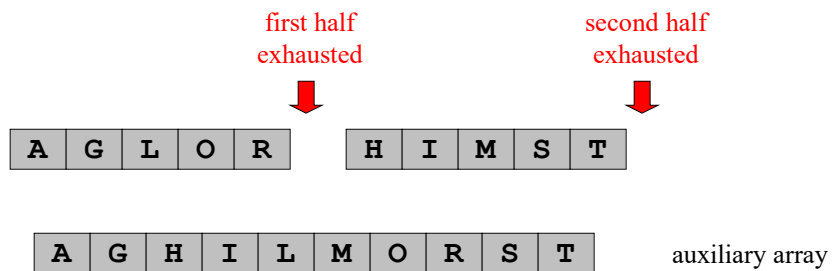 first half
exhausted
second half
exhausted
A G L O R
H I M S T
A G H I L M O R S T
auxiliary array